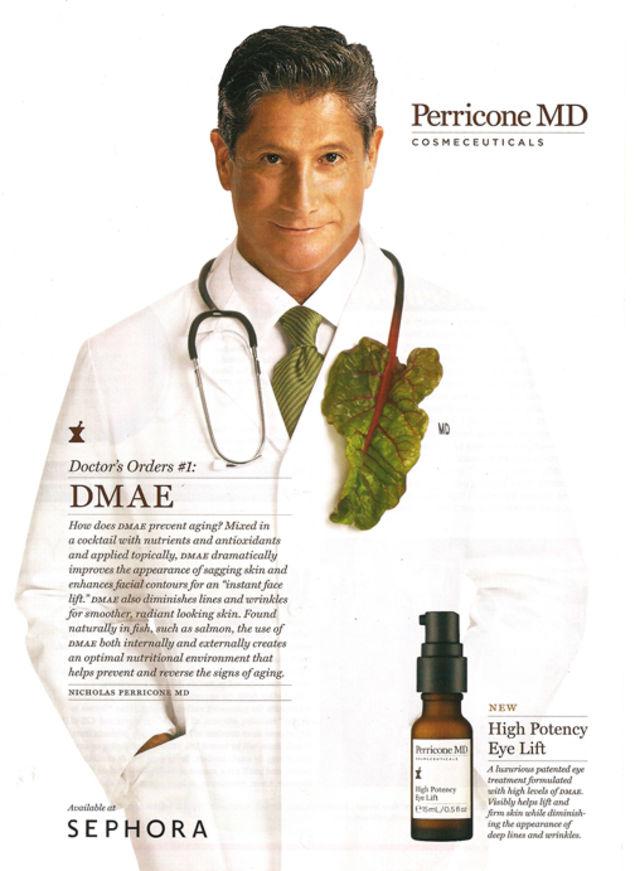 Perricone MD
COSMECEUTICALS
MD
Doctor's Orders #1:
DMAE
How does DMAE prevent aging? Mixed in
a cocktail with nutrients and antioxidants
and applied topically, DMAE dramatically
improves the appearance of sagging skin and
enhances facial contours for an "instant face
lift." DMAE also diminishes lines and wrinkles
for smoother, radiant looking skin. Found
naturally in fish, such as salmon, the use of
DMAE both internally and externally creates
an optimal nutritional environment that
helps prevent and reverse the signs of aging.
NICHOLAS PERRICONE MD
Available at
SEPHORA
Perricone MD
COSMECEUTICALS
High Potency
Eye Lift
e 15 mL/0.5 fl oz
NEW
High Potency
Eye Lift
A luxurious patented eye
treatment formulated
with high levels of DMAE.
Visibly helps lift and
firm skin while diminish-
ing the appearance of
deep lines and wrinkles.